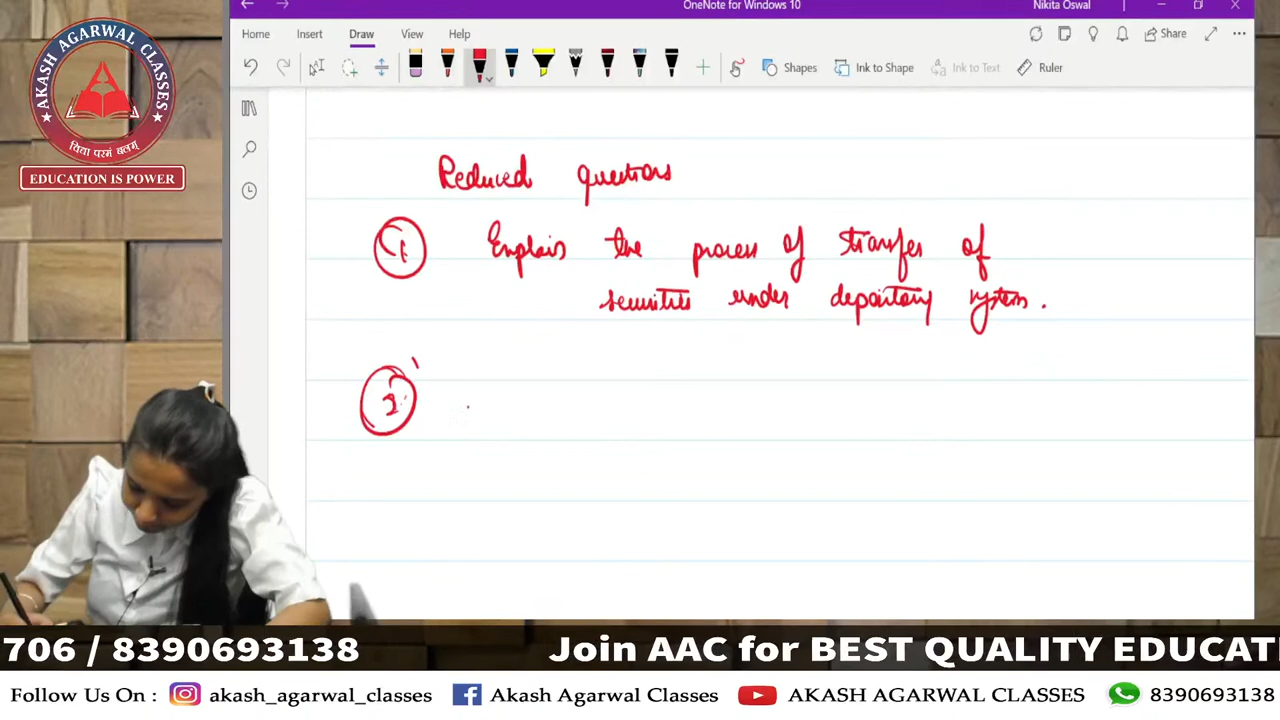 AKASH AGARWAL CLASSES
विद्या परमं बलम्
EDUCATION IS POWER
OneNote for Windows 10
Nikita Oswal
Home Insert Draw View Help
Share
Shapes Ink to Shape Ink to Text Ruler
Reduced questions
1 Explain the process of transfer of
securities under depository system.
2
706 / 8390693138 Join AAC for BEST QUALITY EDUCATI
Follow Us On : akash_agarwal_classes Akash Agarwal Classes AKASH AGARWAL CLASSES 8390693138